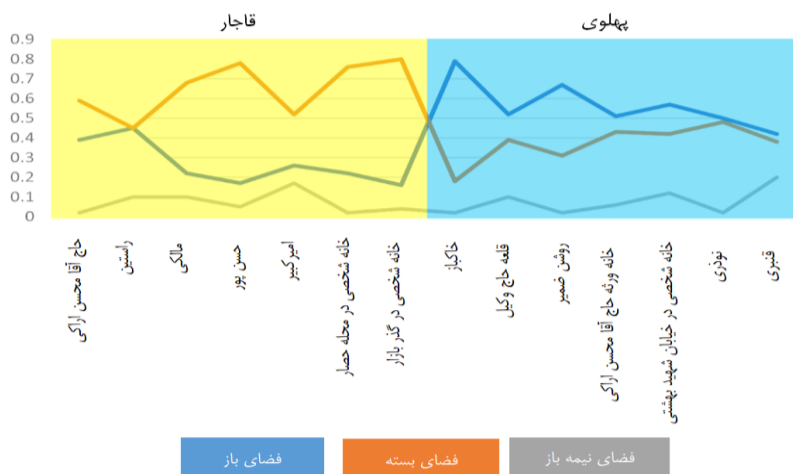 قاجار
پهلوی
0.9
0.8
0.7
0.6
0.5
0.4
0.3
0.2
0.1
0
حاج آقا محسن اراکی
راستین
مالکی
حسن پور
امیرکبیر
خانه شخصی در محله حصار
خانه شخصی در گذر بازار
خاکباز
قلعه حاج وکیل
روشن ضمیر
خانه ورثه حاج آقا محسن اراکی
خانه شخصی در خیابان شهید بهشتی
نوذری
قنبری
فضای باز
فضای بسته
فضای نیمه باز